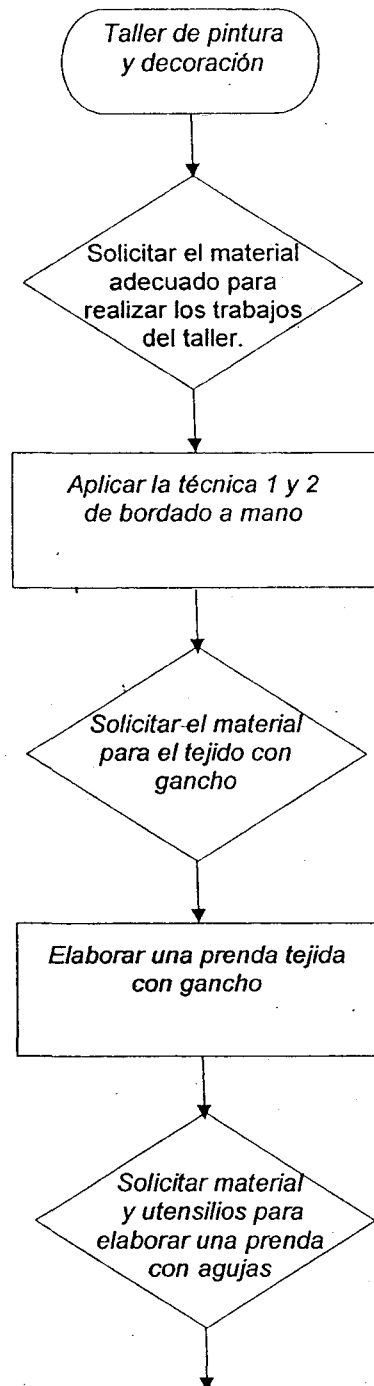 Taller de pintura
y decoración
Solicitar el material
adecuado para
realizar los trabajos
del taller.
Aplicar la técnica 1 y 2
de bordado a mano
Solicitar el material
para el tejido con
gancho
Elaborar una prenda tejida
con gancho
Solicitar material
y utensilios para
elaborar una prenda
con agujas